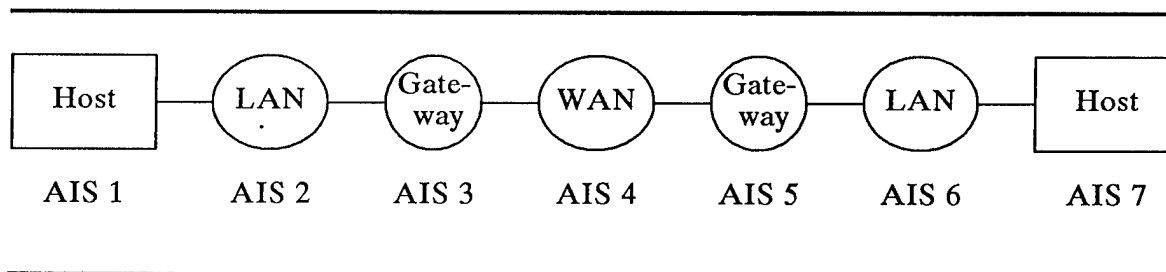 Host LAN Gate-
way WAN Gate-
way LAN Host
AIS 1 AIS 2 AIS 3 AIS 4 AIS 5 AIS 6 AIS 7